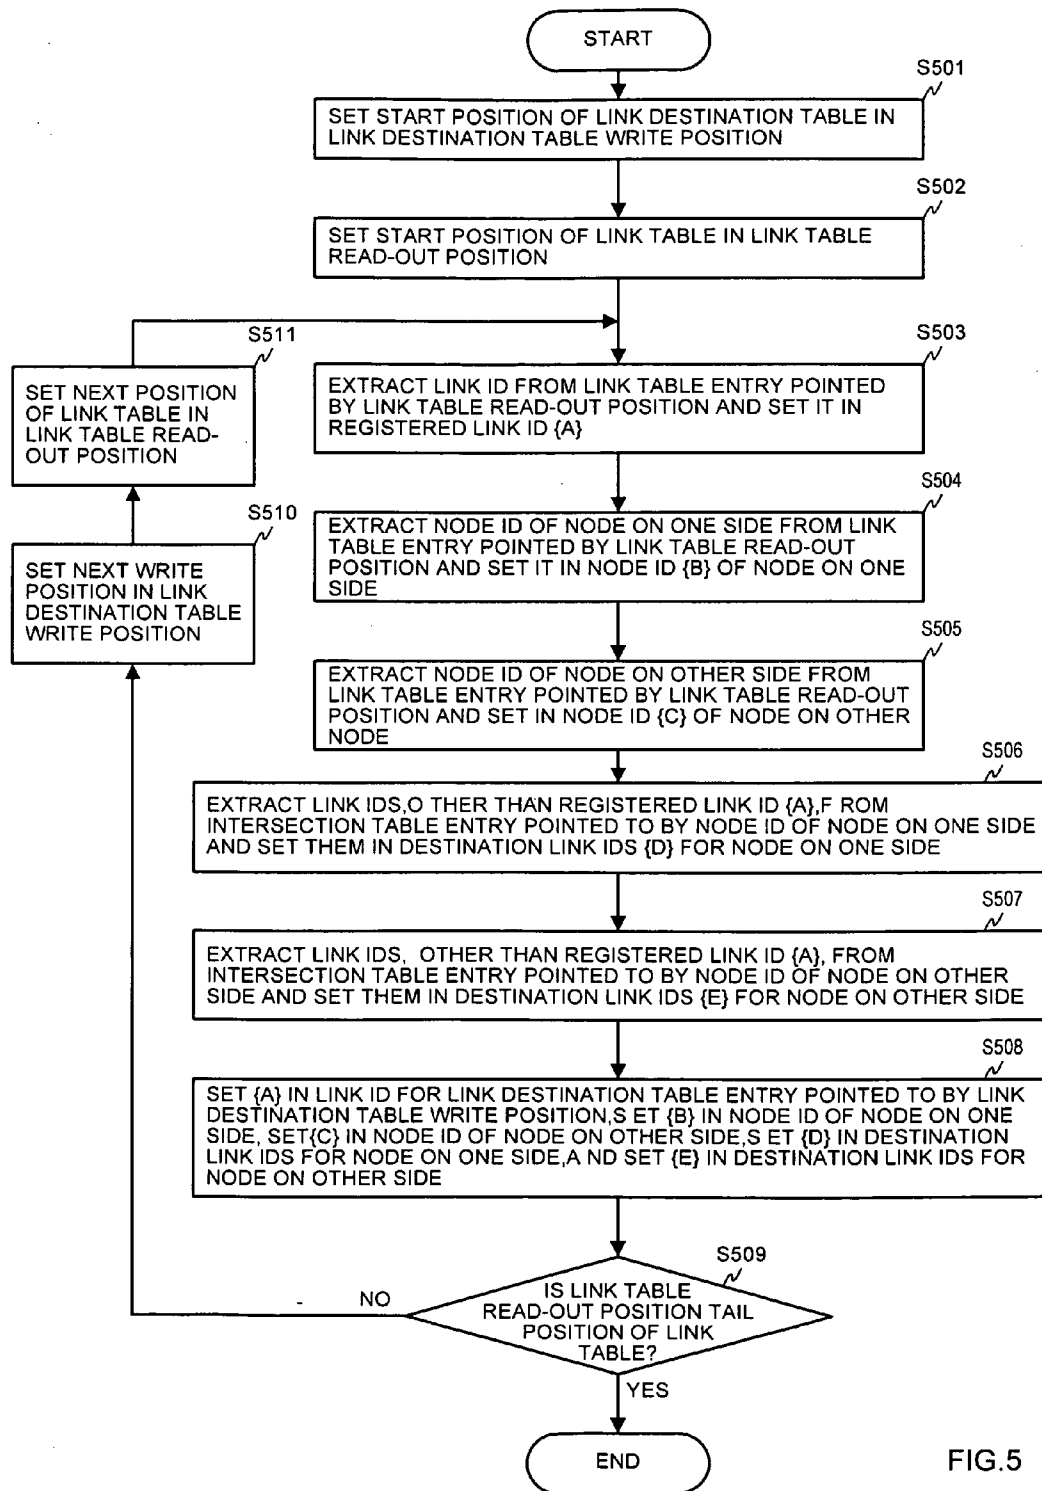 START
S501
SET START POSITION OF LINK DESTINATION TABLE IN
LINK DESTINATION TABLE WRITE POSITION
S502
SET START POSITION OF LINK TABLE IN LINK TABLE
READ-OUT POSITION
S511
SET NEXT POSITION
OF LINK TABLE IN
LINK TABLE READ-
OUT POSITION
S503
EXTRACT LINK ID FROM LINK TABLE ENTRY POINTED
BY LINK TABLE READ-OUT POSITION AND SET IT IN
REGISTERED LINK ID {A}
S504
EXTRACT NODE ID OF NODE ON ONE SIDE FROM LINK
TABLE ENTRY POINTED BY LINK TABLE READ-OUT
POSITION AND SET IT IN NODE ID {B} OF NODE ON ONE
SIDE
S510
SET NEXT WRITE
POSITION IN LINK
DESTINATION TABLE
WRITE POSITION
S505
EXTRACT NODE ID OF NODE ON OTHER SIDE FROM
LINK TABLE ENTRY POINTED BY LINK TABLE READ-OUT
POSITION AND SET IN NODE ID {C} OF NODE ON OTHER
NODE
S506
EXTRACT LINK IDS,O THER THAN REGISTERED LINK ID {A},F ROM
INTERSECTION TABLE ENTRY POINTED TO BY NODE ID OF NODE ON ONE SIDE
AND SET THEM IN DESTINATION LINK IDS {D} FOR NODE ON ONE SIDE
S507
EXTRACT LINK IDS, OTHER THAN REGISTERED LINK ID {A}, FROM
INTERSECTION TABLE ENTRY POINTED TO BY NODE ID OF NODE ON OTHER
SIDE AND SET THEM IN DESTINATION LINK IDS {E} FOR NODE ON OTHER SIDE
S508
SET {A} IN LINK ID FOR LINK DESTINATION TABLE ENTRY POINTED TO BY LINK
DESTINATION TABLE WRITE POSITION,S ET {B} IN NODE ID OF NODE ON ONE
SIDE, SET{C} IN NODE ID OF NODE ON OTHER SIDE,S ET {D} IN DESTINATION
LINK IDS FOR NODE ON ONE SIDE,A ND SET {E} IN DESTINATION LINK IDS FOR
NODE ON OTHER SIDE
S509
IS LINK TABLE
READ-OUT POSITION TAIL
POSITION OF LINK
TABLE?
NO
YES
END
FIG.5